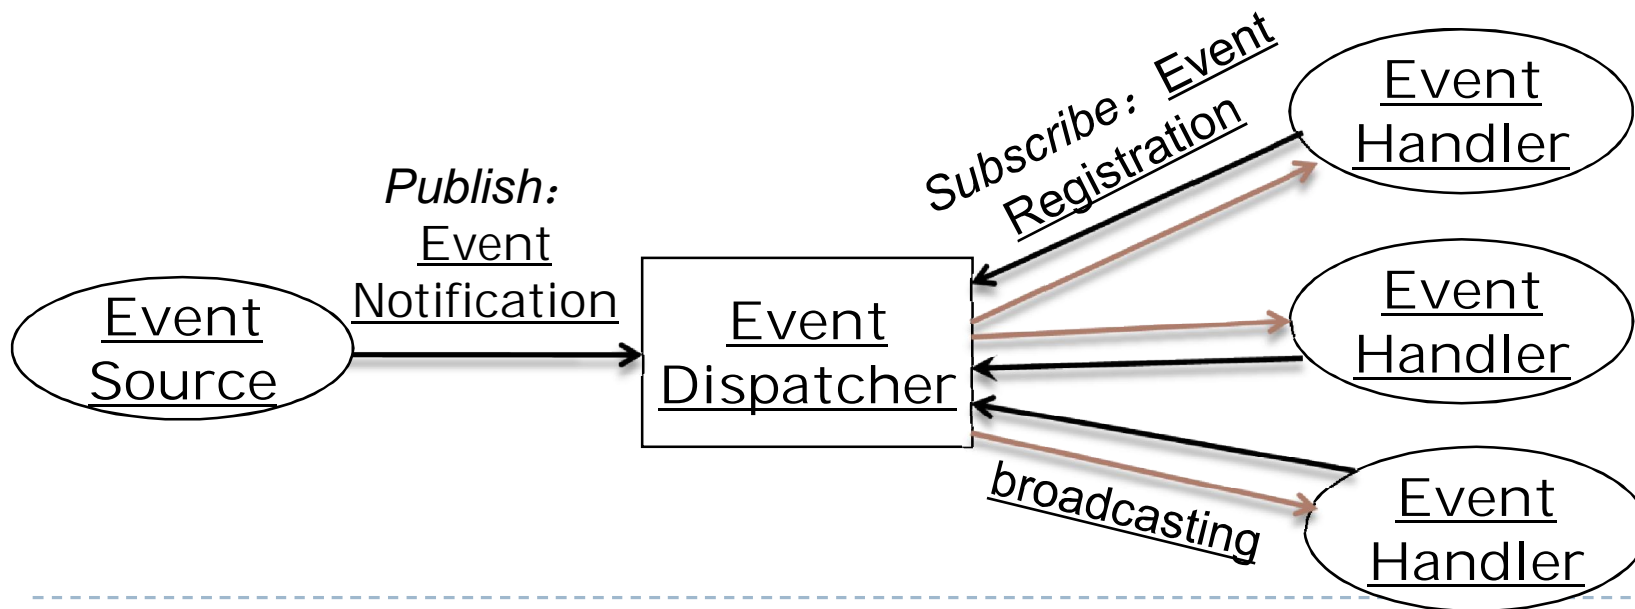 Event
Source
Publish：
Event
Notification
Event
Dispatcher
Subscribe：Event
Registration
broadcasting
Event
Handler
Event
Handler
Event
Handler